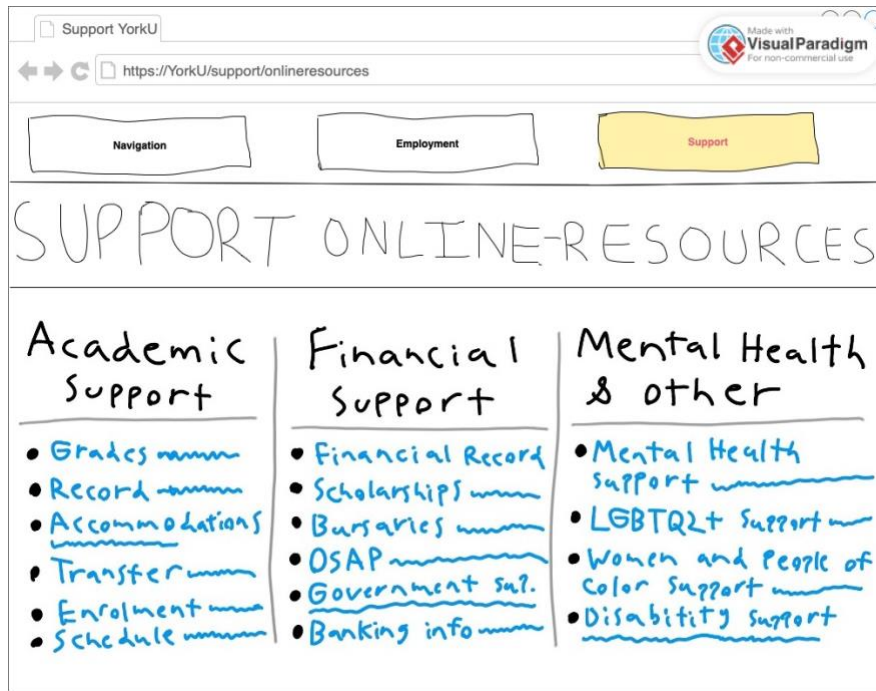 Support YorkU
Made with
VisualParadigm
For non-commercial use
https://YorkU/support/onlineresources
Navigation
Employment
Support
SUPPORT ONLINE-RESOURCES
Academic
Support
Grades
Record
Accommodations
Transfer
Enrolment
Schedule
Financial
Support
Financial Record
Scholarships
Bursaries
OSAP
Government sup.
Banking info
Mental Health
& other
Mental Health
support
LGBTQ2+ Support
Women and People of
Color Support
Disability Support